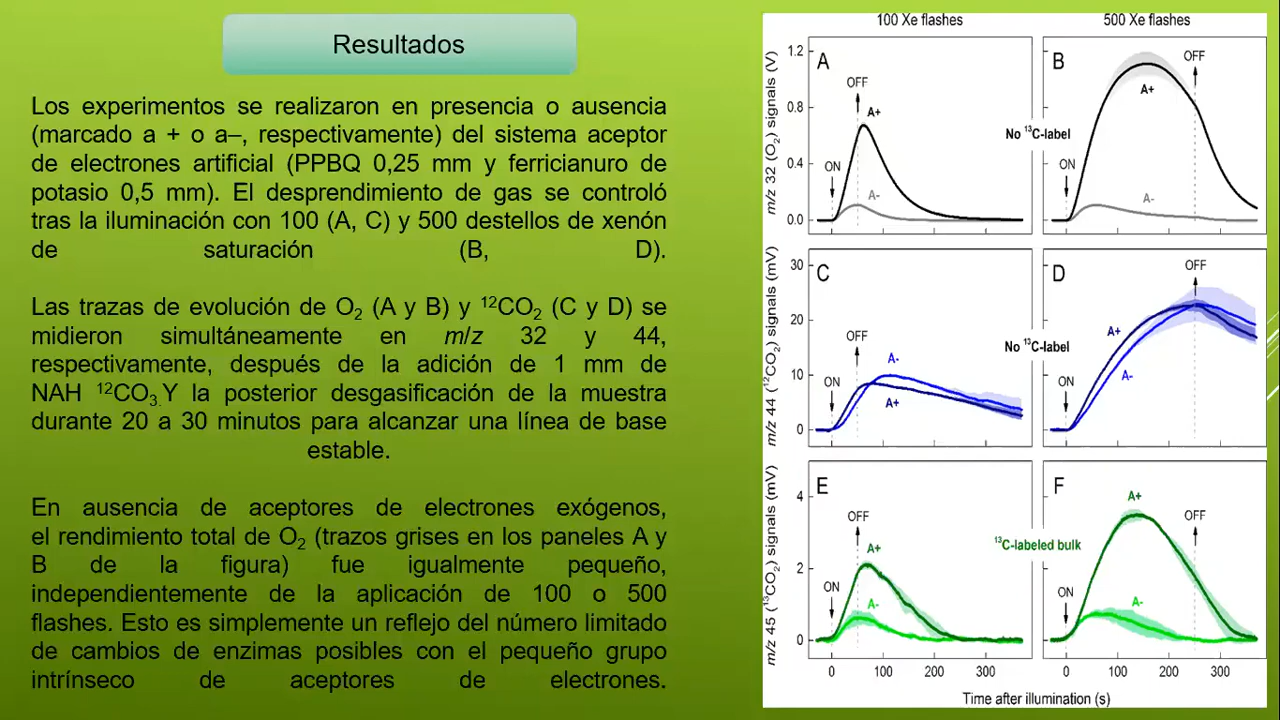 Resultados
Los experimentos se realizaron en presencia o ausencia
(marcado a + o a–, respectivamente) del sistema aceptor
de electrones artificial (PPBQ 0,25 mm y ferricianuro de
potasio 0,5 mm). El desprendimiento de gas se controló
tras la iluminación con 100 (A, C) y 500 destellos de xenón
de saturación (B, D).
Las trazas de evolución de O₂ (A y B) y ¹²CO₂ (C y D) se
midieron simultáneamente en m/z 32 y 44,
respectivamente, después de la adición de 1 mm de
NAH ¹²CO₃.Y la posterior desgasificación de la muestra
durante 20 a 30 minutos para alcanzar una línea de base
estable.
En ausencia de aceptores de electrones exógenos,
el rendimiento total de O₂ (trazos grises en los paneles A y
B de la figura) fue igualmente pequeño,
independientemente de la aplicación de 100 o 500
flashes. Esto es simplemente un reflejo del número limitado
de cambios de enzimas posibles con el pequeño grupo
intrínseco de aceptores de electrones.
100 Xe flashes
500 Xe flashes
m/z 32 (O₂) signals (V)
1.2
0.8
0.4
0.0
A
ON
OFF
A+
A-
B
ON
OFF
A+
A-
No ¹³C-label
m/z 44 (¹²CO₂) signals (mV)
30
20
10
0
C
ON
OFF
A-
A+
D
ON
OFF
A+
A-
No ¹³C-label
m/z 45 (¹³CO₂) signals (mV)
4
2
0
E
ON
OFF
A+
A-
F
ON
OFF
A+
A-
¹³C-labeled bulk
0 100 200 300
0 100 200 300
Time after illumination (s)